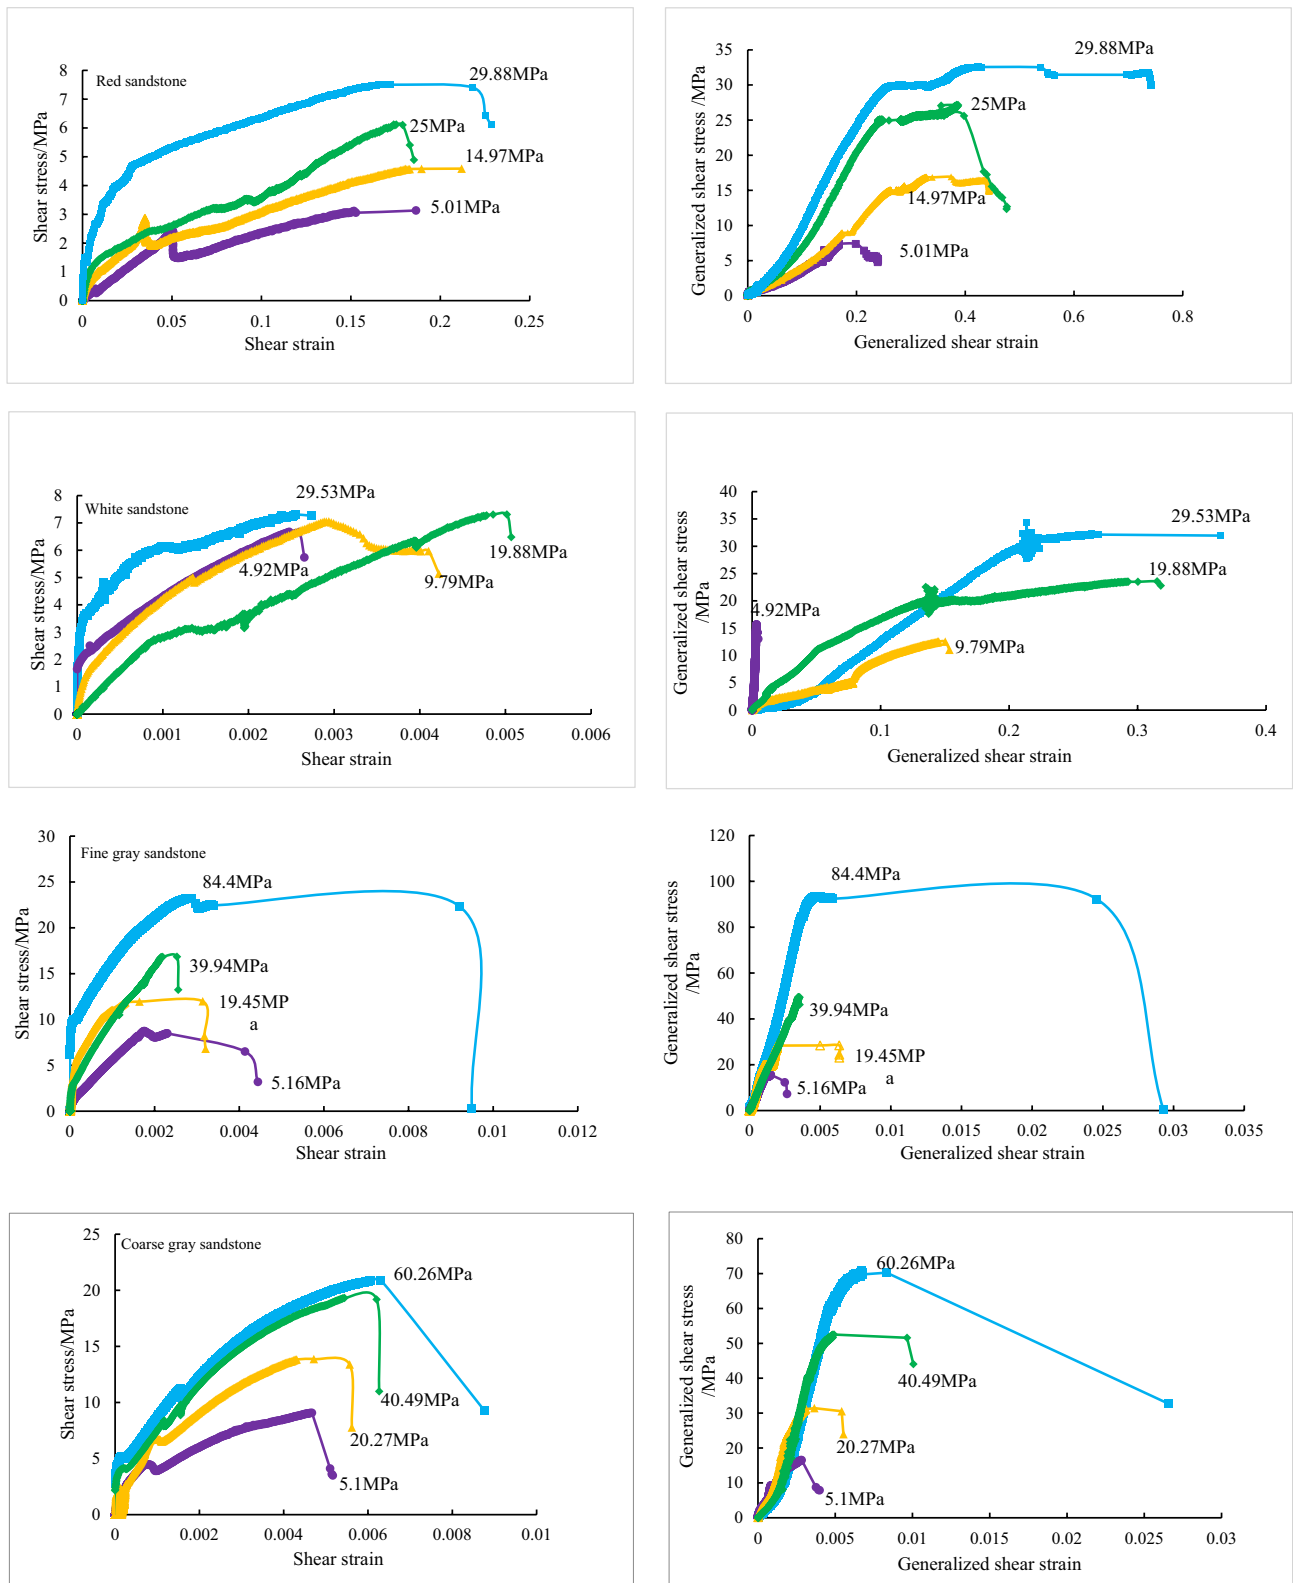 Red sandstone
Shear stress/MPa
8
7
6
5
4
3
2
1
0
29.88MPa
25MPa
14.97MPa
5.01MPa
0 0.05 0.1 0.15 0.2 0.25
Shear strain
Generalized shear stress /MPa
35
30
25
20
15
10
5
0
29.88MPa
25MPa
14.97MPa
5.01MPa
0 0.2 0.4 0.6 0.8
Generalized shear strain
White sandstone
Shear stress/MPa
8
7
6
5
4
3
2
1
0
29.53MPa
19.88MPa
4.92MPa
9.79MPa
0 0.001 0.002 0.003 0.004 0.005 0.006
Shear strain
Generalized shear stress
/MPa
40
35
30
25
20
15
10
5
0
29.53MPa
19.88MPa
4.92MPa
9.79MPa
0 0.1 0.2 0.3 0.4
Generalized shear strain
Fine gray sandstone
Shear stress/MPa
30
25
20
15
10
5
0
84.4MPa
39.94MPa
19.45MP
a
5.16MPa
0 0.002 0.004 0.006 0.008 0.01 0.012
Shear strain
Generalized shear stress
/MPa
120
100
80
60
40
20
0
84.4MPa
39.94MPa
19.45MP
a
5.16MPa
0 0.005 0.01 0.015 0.02 0.025 0.03 0.035
Generalized shear strain
Coarse gray sandstone
Shear stress/MPa
25
20
15
10
5
0
60.26MPa
40.49MPa
20.27MPa
5.1MPa
0 0.002 0.004 0.006 0.008 0.01
Shear strain
Generalized shear stress
/MPa
80
70
60
50
40
30
20
10
0
60.26MPa
40.49MPa
20.27MPa
5.1MPa
0 0.005 0.01 0.015 0.02 0.025 0.03
Generalized shear strain